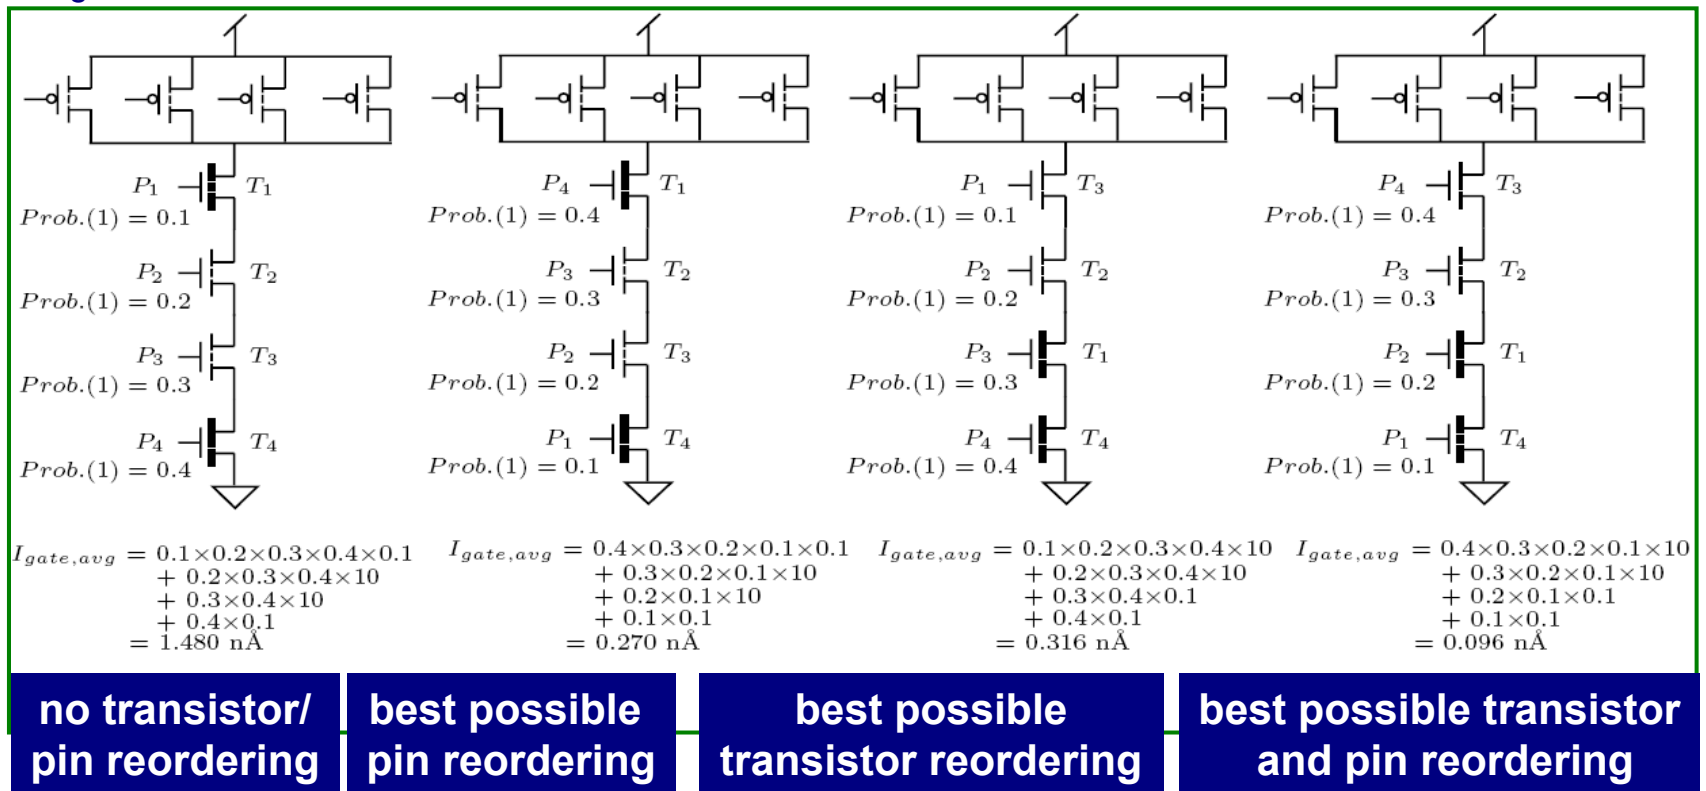 P₁ T₁
Prob.(1) = 0.1
P₂ T₂
Prob.(1) = 0.2
P₃ T₃
Prob.(1) = 0.3
P₄ T₄
Prob.(1) = 0.4
I_gate,avg = 0.1×0.2×0.3×0.4×0.1
+ 0.2×0.3×0.4×10
+ 0.3×0.4×10
+ 0.4×0.1
= 1.480 nÅ
no transistor/
pin reordering
P₄ T₁
Prob.(1) = 0.4
P₃ T₂
Prob.(1) = 0.3
P₂ T₃
Prob.(1) = 0.2
P₁ T₄
Prob.(1) = 0.1
I_gate,avg = 0.4×0.3×0.2×0.1×0.1
+ 0.3×0.2×0.1×10
+ 0.2×0.1×10
+ 0.1×0.1
= 0.270 nÅ
best possible
pin reordering
P₁ T₃
Prob.(1) = 0.1
P₂ T₂
Prob.(1) = 0.2
P₃ T₁
Prob.(1) = 0.3
P₄ T₄
Prob.(1) = 0.4
I_gate,avg = 0.1×0.2×0.3×0.4×10
+ 0.2×0.3×0.4×10
+ 0.3×0.4×0.1
+ 0.4×0.1
= 0.316 nÅ
best possible
transistor reordering
P₄ T₃
Prob.(1) = 0.4
P₃ T₂
Prob.(1) = 0.3
P₂ T₁
Prob.(1) = 0.2
P₁ T₄
Prob.(1) = 0.1
I_gate,avg = 0.4×0.3×0.2×0.1×10
+ 0.3×0.2×0.1×10
+ 0.2×0.1×0.1
+ 0.1×0.1
= 0.096 nÅ
best possible transistor
and pin reordering